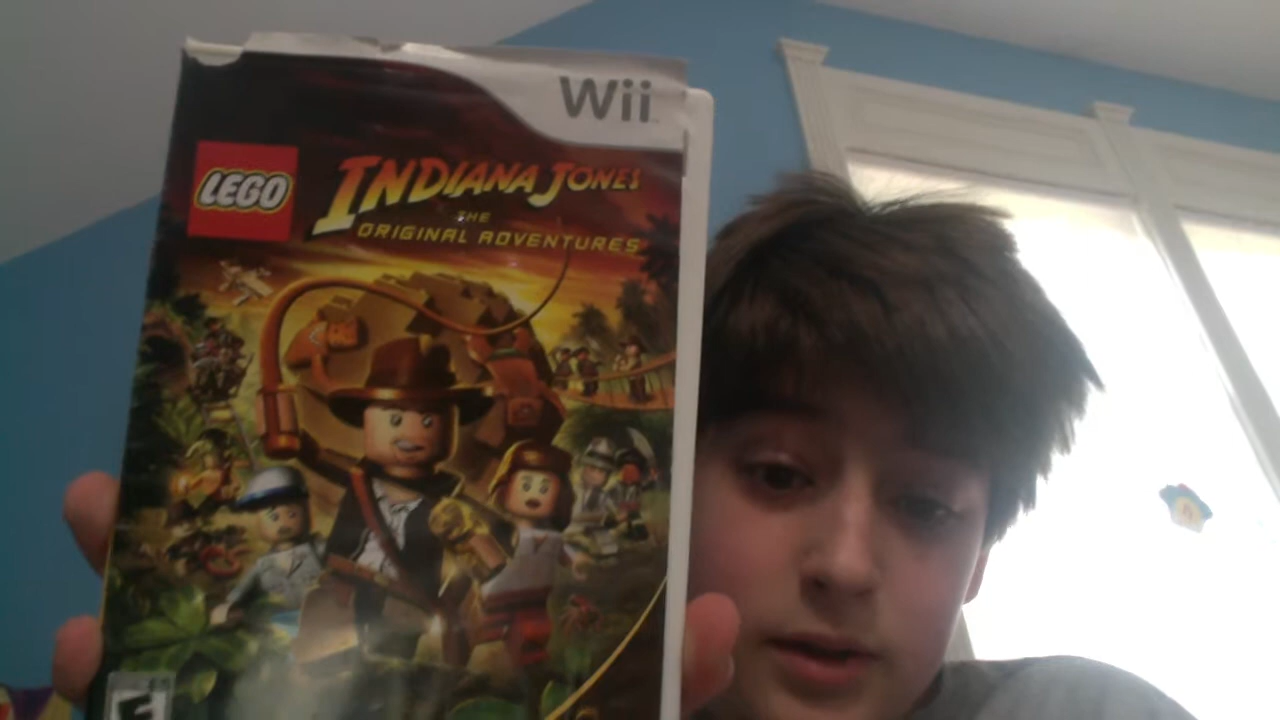 Wii
LEGO
INDIANA JONES
THE
ORIGINAL ADVENTURES
E